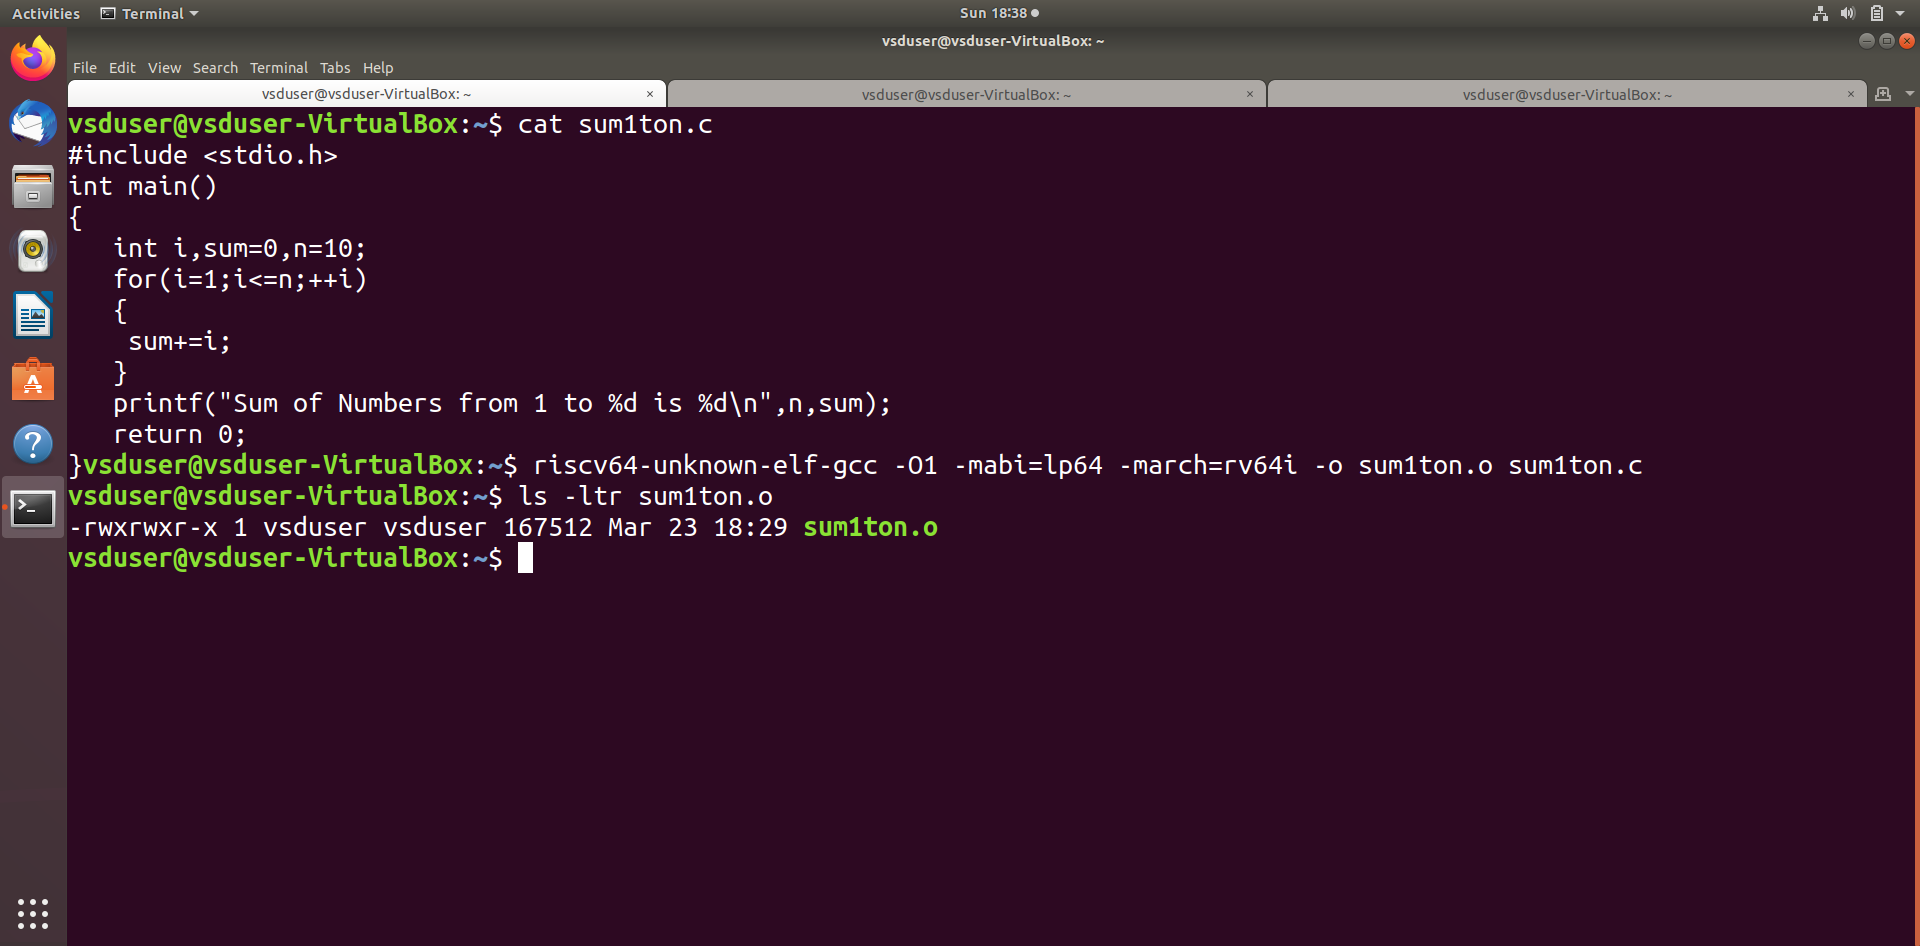 Activities Terminal Sun 18:38
vsduser@vsduser-VirtualBox: ~
File Edit View Search Terminal Tabs Help
vsduser@vsduser-VirtualBox: ~ × vsduser@vsduser-VirtualBox: ~ × vsduser@vsduser-VirtualBox: ~ ×
vsduser@vsduser-VirtualBox:~$ cat sum1ton.c
#include <stdio.h>
int main()
{
   int i,sum=0,n=10;
   for(i=1;i<=n;++i)
   {
    sum+=i;
   }
   printf("Sum of Numbers from 1 to %d is %d\n",n,sum);
   return 0;
}vsduser@vsduser-VirtualBox:~$ riscv64-unknown-elf-gcc -O1 -mabi=lp64 -march=rv64i -o sum1ton.o sum1ton.c
vsduser@vsduser-VirtualBox:~$ ls -ltr sum1ton.o
-rwxrwxr-x 1 vsduser vsduser 167512 Mar 23 18:29 sum1ton.o
vsduser@vsduser-VirtualBox:~$